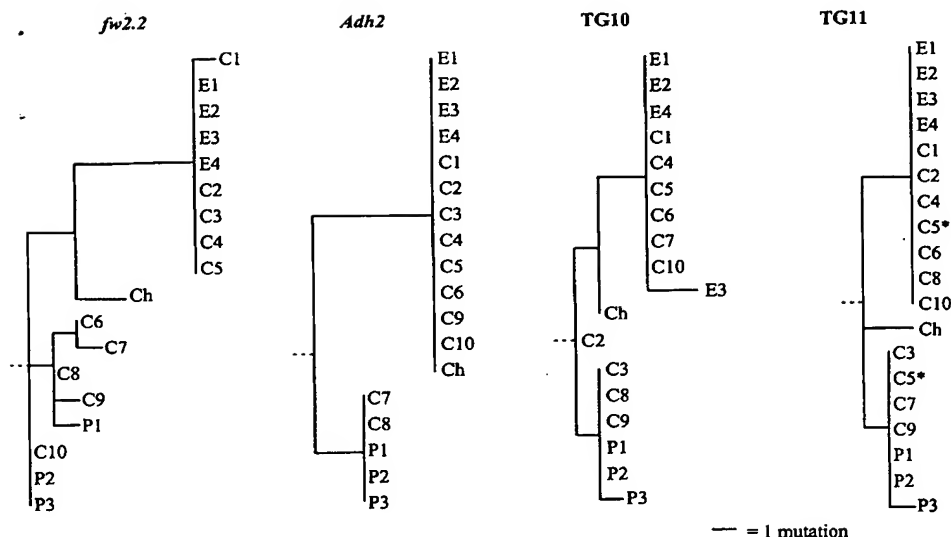 fw2.2
C1
E1
E2
E3
E4
C2
C3
C4
C5
Ch
C6
C7
C8
C9
P1
C10
P2
P3
Adh2
E1
E2
E3
E4
C1
C2
C3
C4
C5
C6
C9
C10
Ch
C7
C8
P1
P2
P3
TG10
E1
E2
E4
C1
C4
C5
C6
C7
C10
E3
Ch
C2
C3
C8
C9
P1
P2
P3
TG11
E1
E2
E3
E4
C1
C2
C4
C5*
C6
C8
C10
Ch
C3
C5*
C7
C9
P1
P2
P3
= 1 mutation